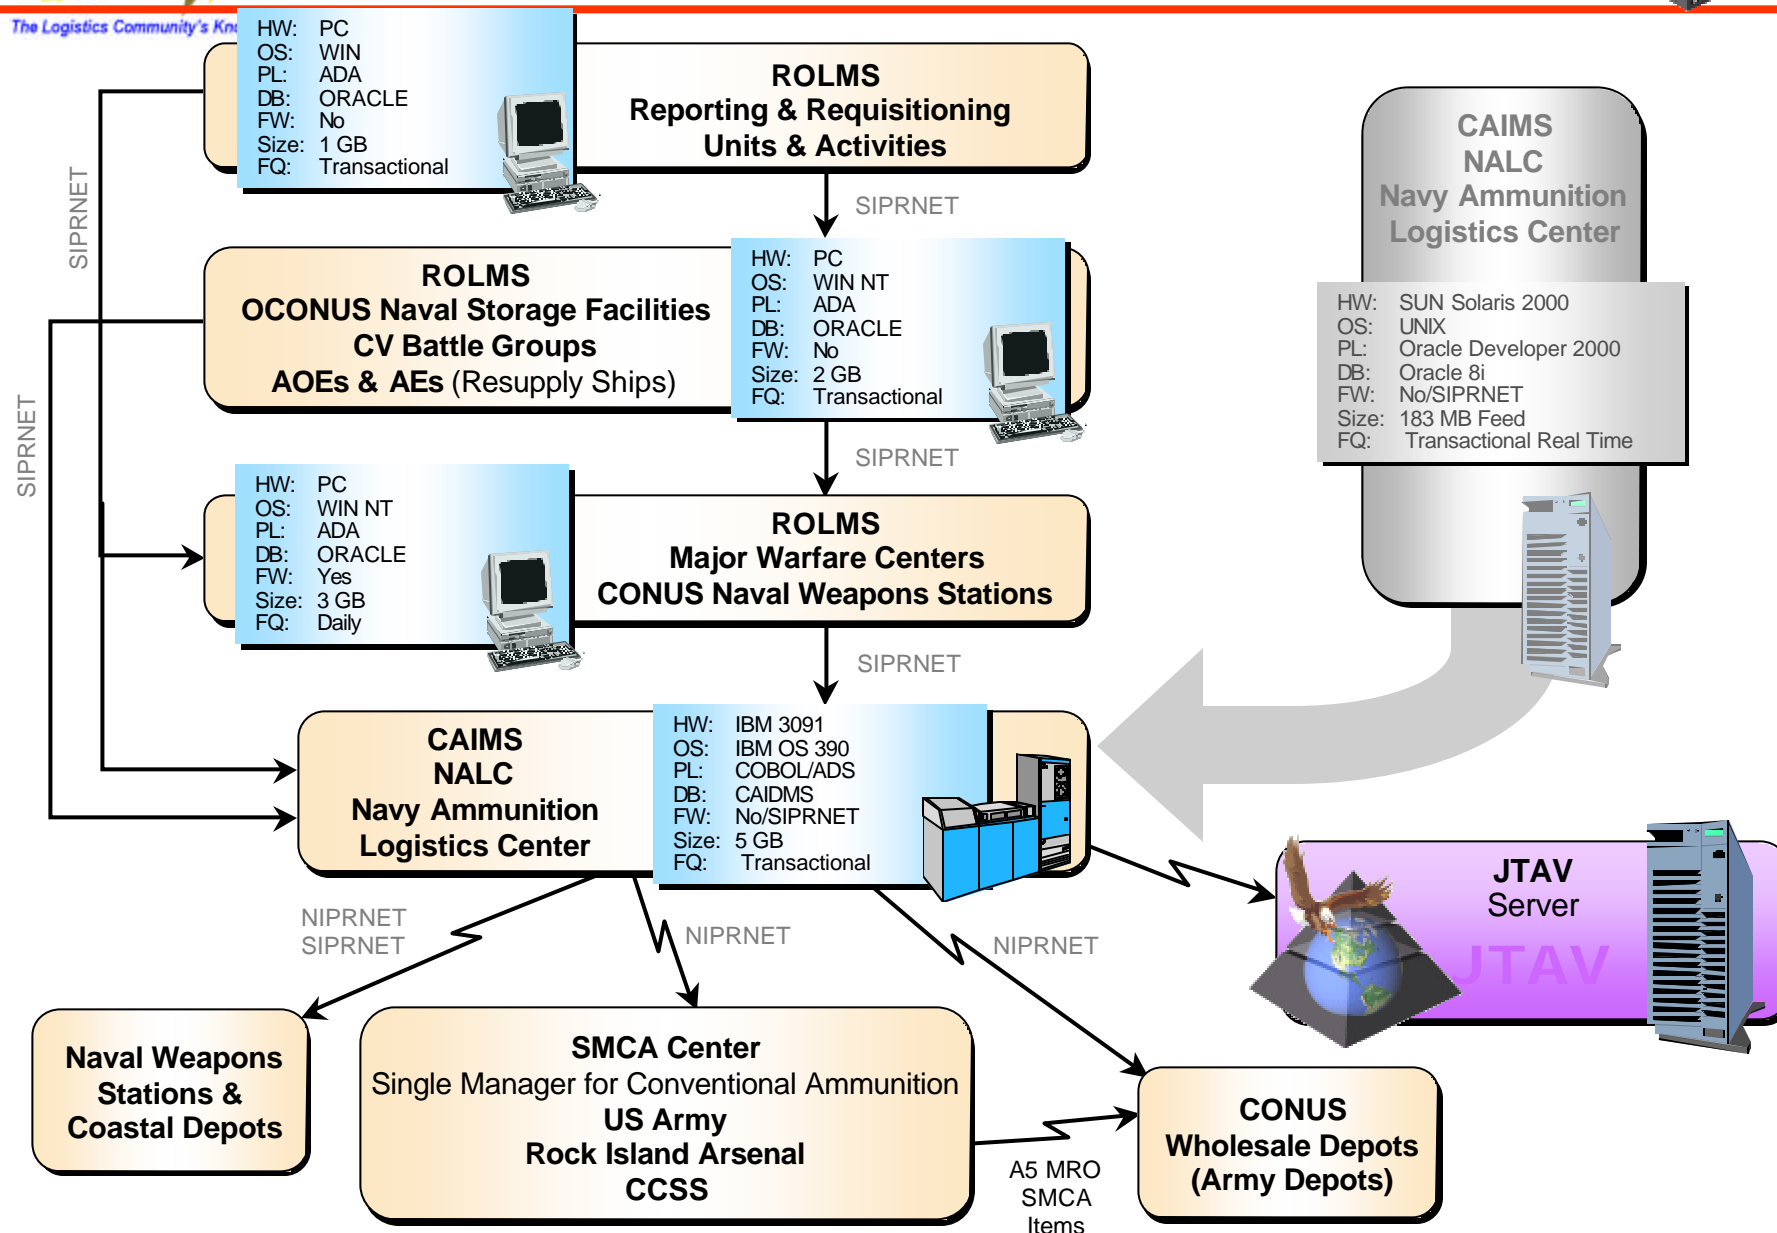 The Logistics Community's
HW: PC
OS: WIN
PL: ADA
DB: ORACLE
FW: No
Size: 1 GB
FQ: Transactional
ROLMS
Reporting & Requisitioning
Units & Activities
SIPRNET
SIPRNET
ROLMS
OCONUS Naval Storage Facilities
CV Battle Groups
AOEs & AEs (Resupply Ships)
HW: PC
OS: WIN NT
PL: ADA
DB: ORACLE
FW: No
Size: 2 GB
FQ: Transactional
SIPRNET
SIPRNET
HW: PC
OS: WIN NT
PL: ADA
DB: ORACLE
FW: Yes
Size: 3 GB
FQ: Daily
ROLMS
Major Warfare Centers
CONUS Naval Weapons Stations
SIPRNET
CAIMS
NALC
Navy Ammunition
Logistics Center
HW: SUN Solaris 2000
OS: UNIX
PL: Oracle Developer 2000
DB: Oracle 8i
FW: No/SIPRNET
Size: 183 MB Feed
FQ: Transactional Real Time
CAIMS
NALC
Navy Ammunition
Logistics Center
HW: IBM 3091
OS: IBM OS 390
PL: COBOL/ADS
DB: CAIDMS
FW: No/SIPRNET
Size: 5 GB
FQ: Transactional
JTAV
Server
JTAV
NIPRNET
SIPRNET
NIPRNET
NIPRNET
Naval Weapons
Stations &
Coastal Depots
SMCA Center
Single Manager for Conventional Ammunition
US Army
Rock Island Arsenal
CCSS
A5 MRO
SMCA
Items
CONUS
Wholesale Depots
(Army Depots)